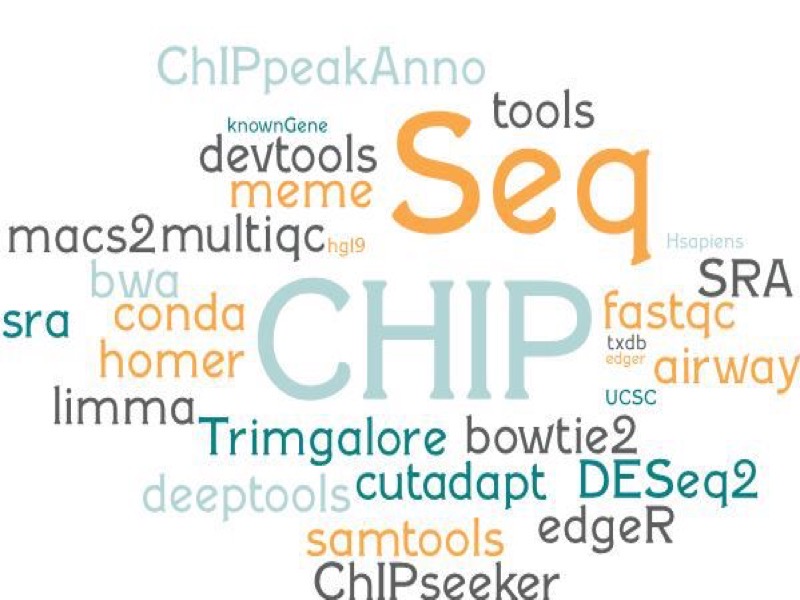 ChIPpeakAnno
tools
knownGene
devtools
Seq
meme
macs2
multiqc
hg19
Hsapiens
bwa
SRA
sra
conda
CHIP
fastqc
txdb
homer
edger
airway
UCSC
limma
Trimgalore
bowtie2
deeptools
cutadapt
DESeq2
samtools
edgeR
ChIPseeker